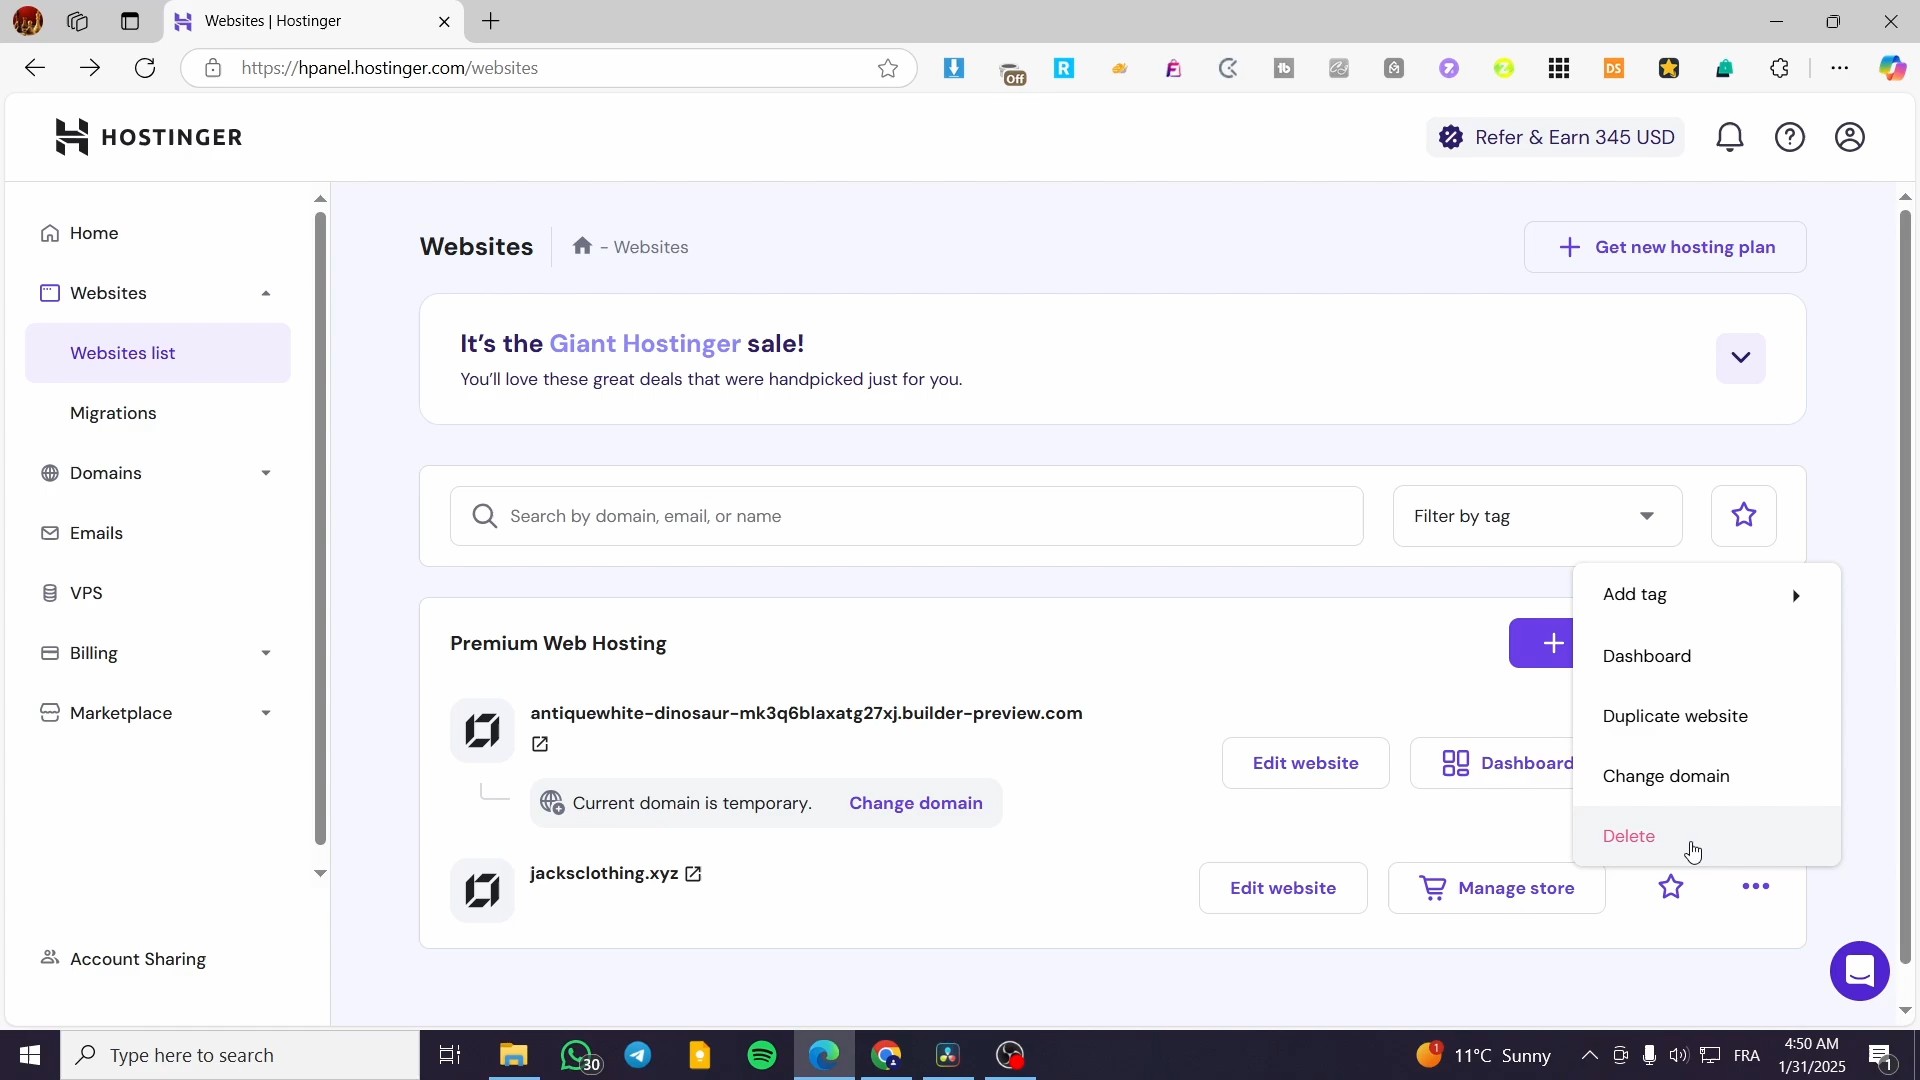 Websites | Hostinger
https://hpanel.hostinger.com/websites
Off
HOSTINGER
Refer & Earn 345 USD
Home
Websites
Websites list
Migrations
Domains
Emails
VPS
Billing
Marketplace
Account Sharing
Websites
- Websites
Get new hosting plan
It's the Giant Hostinger sale!
You'll love these great deals that were handpicked just for you.
Search by domain, email, or name
Filter by tag
Premium Web Hosting
antiquewhite-dinosaur-mk3q6blaxatg27xj.builder-preview.com
Edit website
Dashboard
Current domain is temporary.
Change domain
jacksclothing.xyz
Edit website
Manage store
Add tag
Dashboard
Duplicate website
Change domain
Delete
Type here to search
30
1
11°C Sunny
FRA
4:50 AM
1/31/2025
1